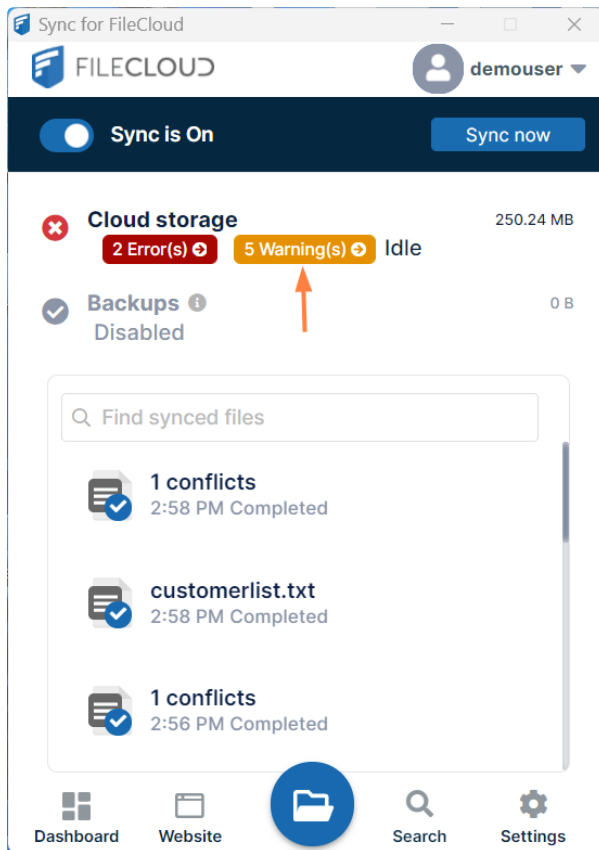 Sync for FileCloud
FILECLOUD
demouser
Sync is On
Sync now
Cloud storage
250.24 MB
2 Error(s)
5 Warning(s)
Idle
Backups
0 B
Disabled
Find synced files
1 conflicts
2:58 PM Completed
customerlist.txt
2:58 PM Completed
1 conflicts
2:56 PM Completed
Dashboard
Website
Search
Settings